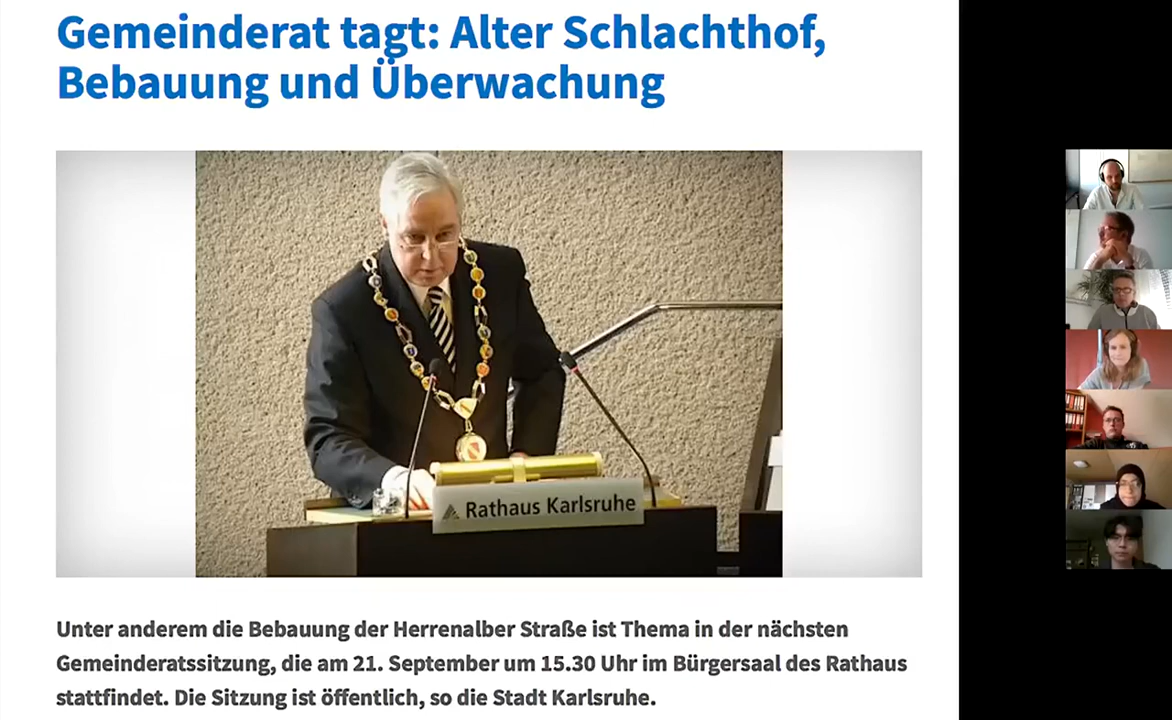 Gemeinderat tagt: Alter Schlachthof,
Bebauung und Überwachung
Rathaus Karlsruhe
Unter anderem die Bebauung der Herrenalber Straße ist Thema in der nächsten
Gemeinderatssitzung, die am 21. September um 15.30 Uhr im Bürgersaal des Rathaus
stattfindet. Die Sitzung ist öffentlich, so die Stadt Karlsruhe.